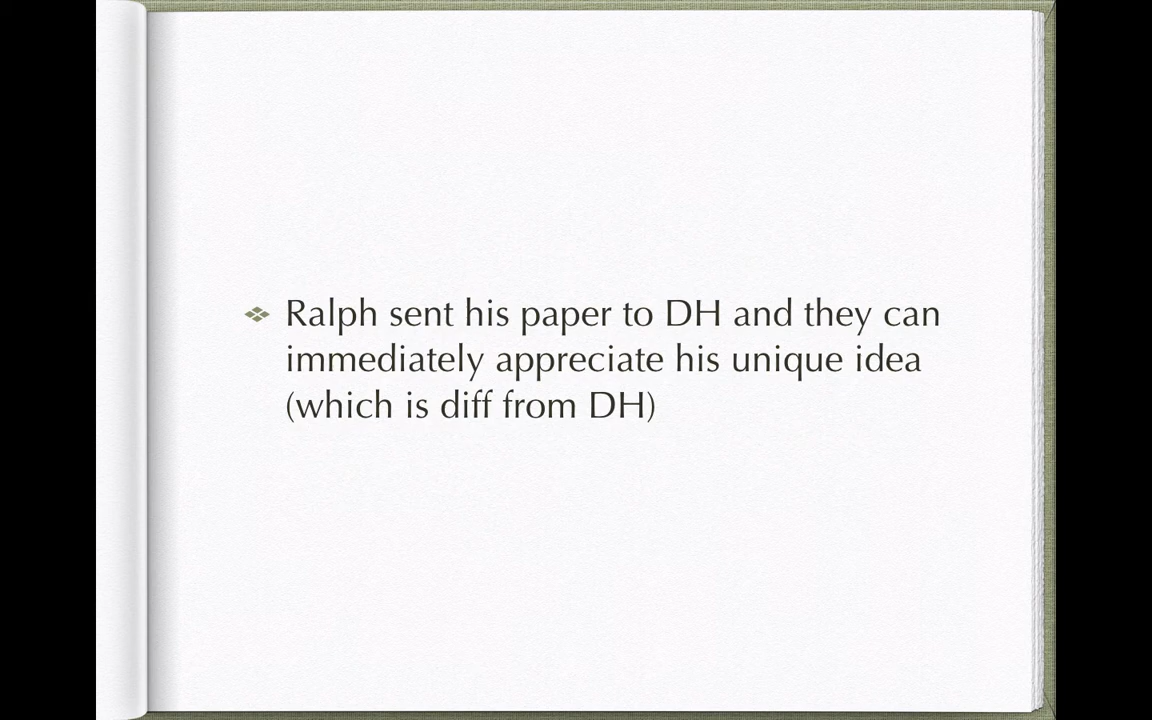 Ralph sent his paper to DH and they can
immediately appreciate his unique idea
(which is diff from DH)